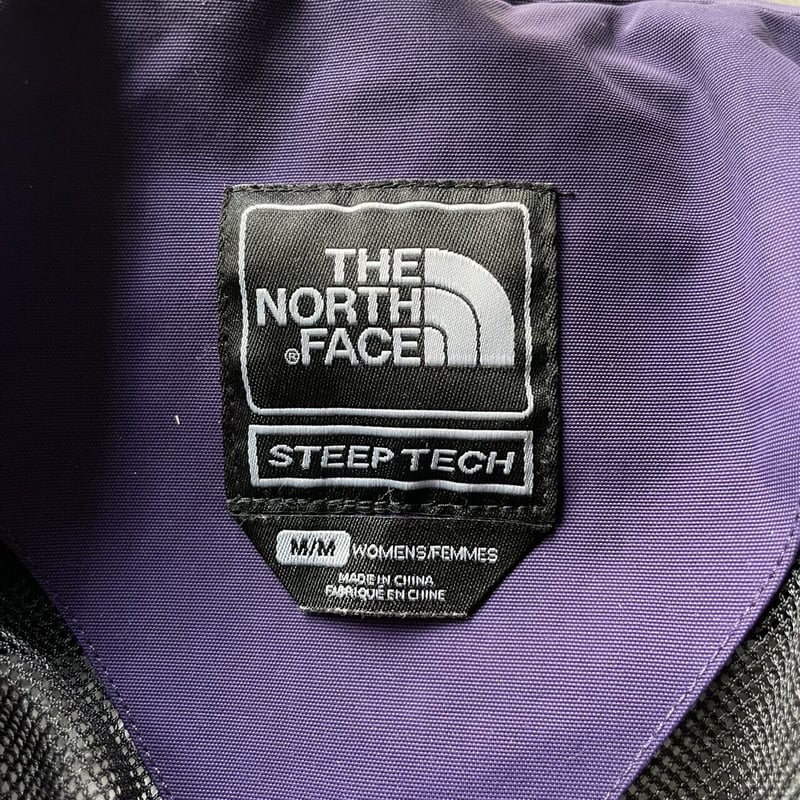 THE
NORTH
®FACE
STEEP TECH
M/M WOMENS/FEMMES
MADE IN CHINA
FABRIQUÉ EN CHINE